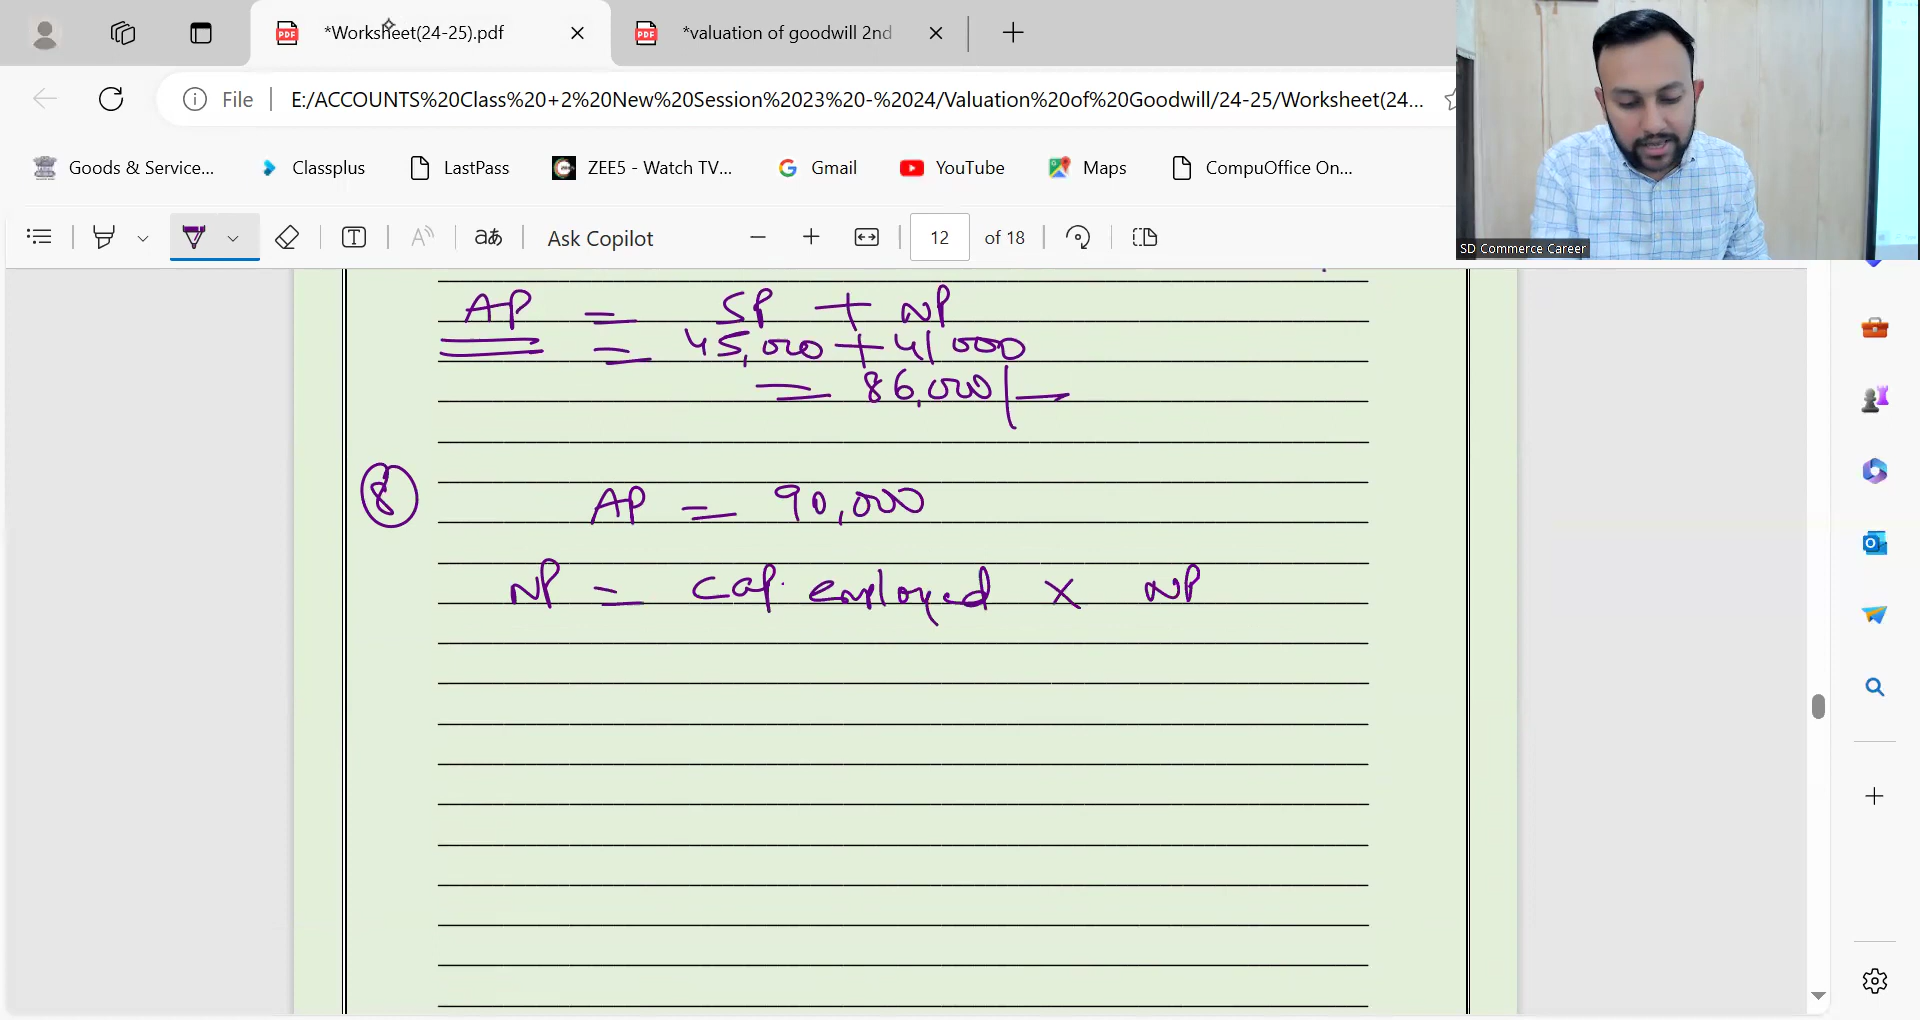 *Worksheet(24-25).pdf
*valuation of goodwill 2nd
File
E:/ACCOUNTS%20Class%20+2%20New%20Session%2023%20-%2024/Valuation%20of%20Goodwill/24-25/Worksheet(24...
Goods & Service...
Classplus
LastPass
ZEE5 - Watch TV...
Gmail
YouTube
Maps
CompuOffice On...
Ask Copilot
12 of 18
SD Commerce Career
AP = SP + NP
= 45,000 + 41000
= 86,000/-
8 AP = 90,000
NP = Cap. employed x NP